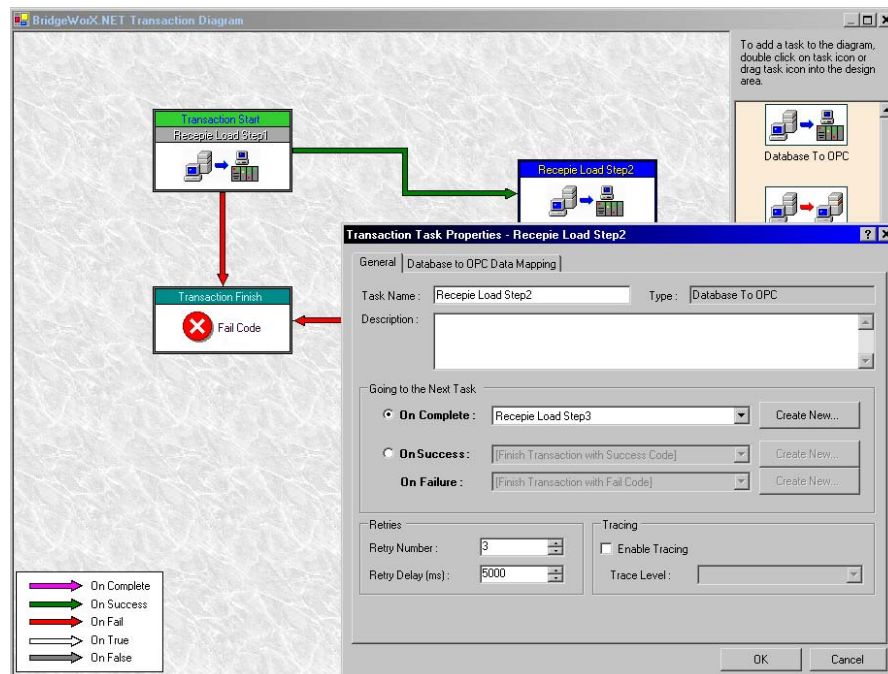 BridgeWorX.NET Transaction Diagram
To add a task to the diagram,
double click on task icon or
drag task icon into the design
area.
Database To OPC
Transaction Start
Recepie Load Step1
Recepie Load Step2
Transaction Finish
Fail Code
Transaction Task Properties - Recepie Load Step2
General
Database to OPC Data Mapping
Task Name : Recepie Load Step2 Type : Database To OPC
Description :
Going to the Next Task
On Complete : Recepie Load Step3 Create New...
On Success : [Finish Transaction with Success Code] Create New...
On Failure : [Finish Transaction with Fail Code] Create New...
Retries
Retry Number : 3
Retry Delay (ms) : 5000
Tracing
Enable Tracing
Trace Level :
OK Cancel
On Complete
On Success
On Fail
On True
On False